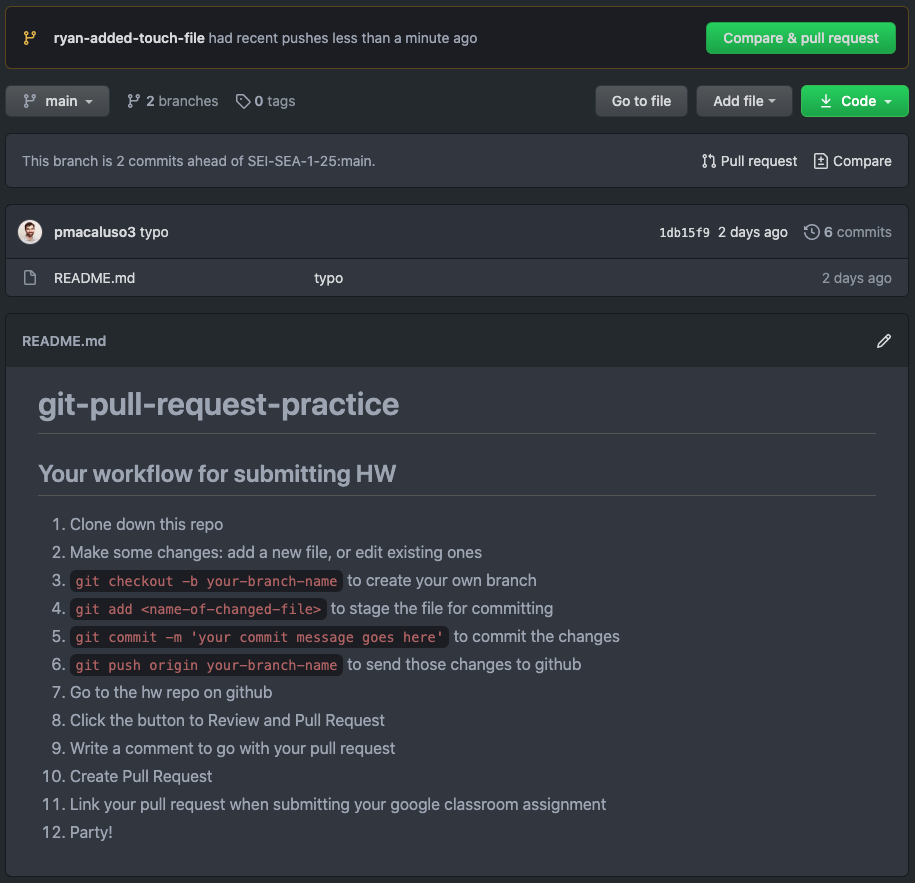 ryan-added-touch-file had recent pushes less than a minute ago Compare & pull request
main 2 branches 0 tags Go to file Add file Code
This branch is 2 commits ahead of SEI-SEA-1-25:main. Pull request Compare
pmacaluso3 typo 1db15f9 2 days ago 6 commits
README.md typo 2 days ago
README.md
git-pull-request-practice
Your workflow for submitting HW
1. Clone down this repo
2. Make some changes: add a new file, or edit existing ones
3. git checkout -b your-branch-name to create your own branch
4. git add <name-of-changed-file> to stage the file for committing
5. git commit -m 'your commit message goes here' to commit the changes
6. git push origin your-branch-name to send those changes to github
7. Go to the hw repo on github
8. Click the button to Review and Pull Request
9. Write a comment to go with your pull request
10. Create Pull Request
11. Link your pull request when submitting your google classroom assignment
12. Party!